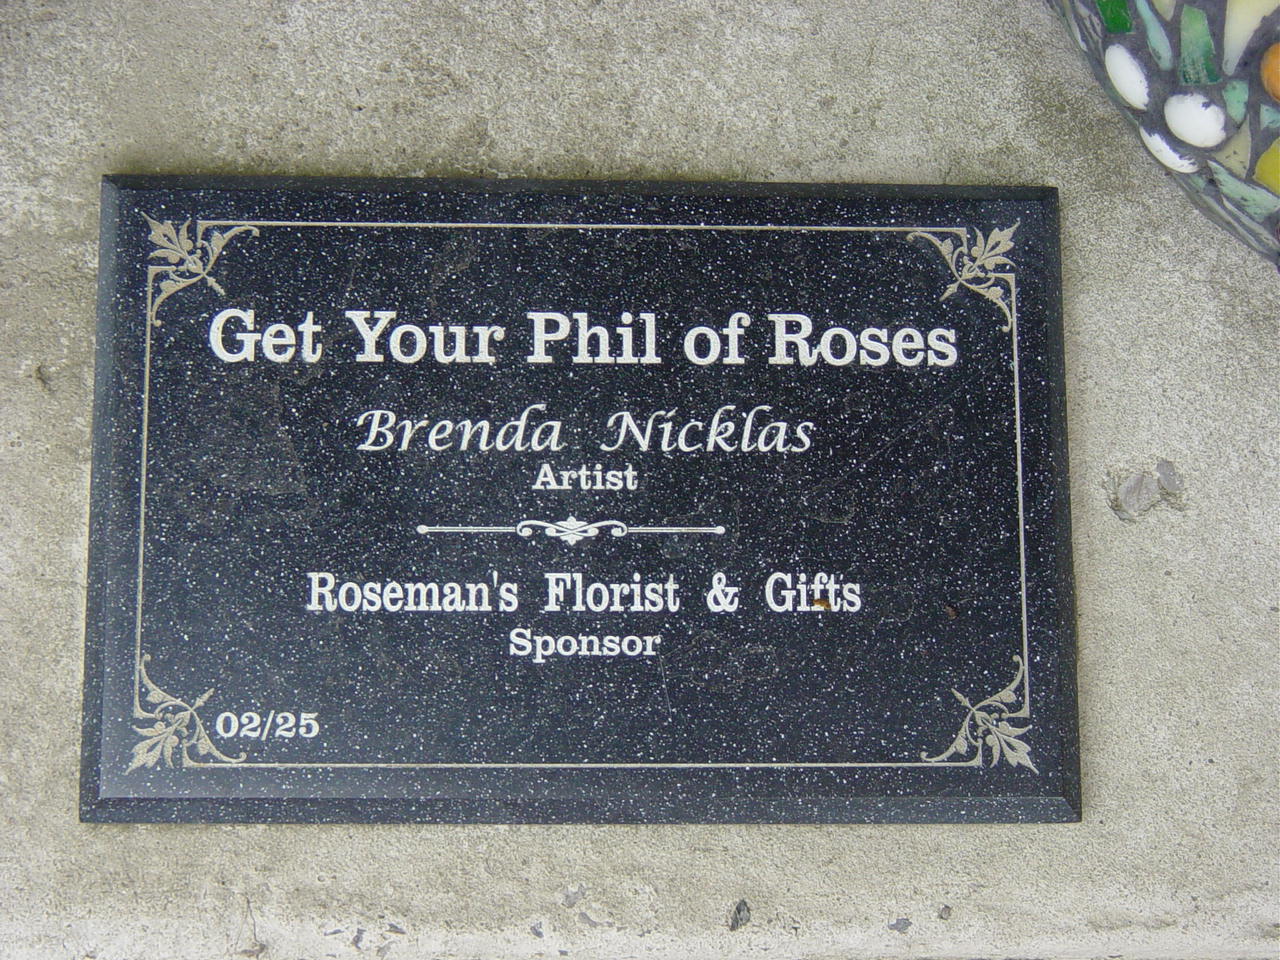 Get Your Phil of Roses
Brenda Nicklas
Artist
Roseman's Florist & Gifts
Sponsor
02/25